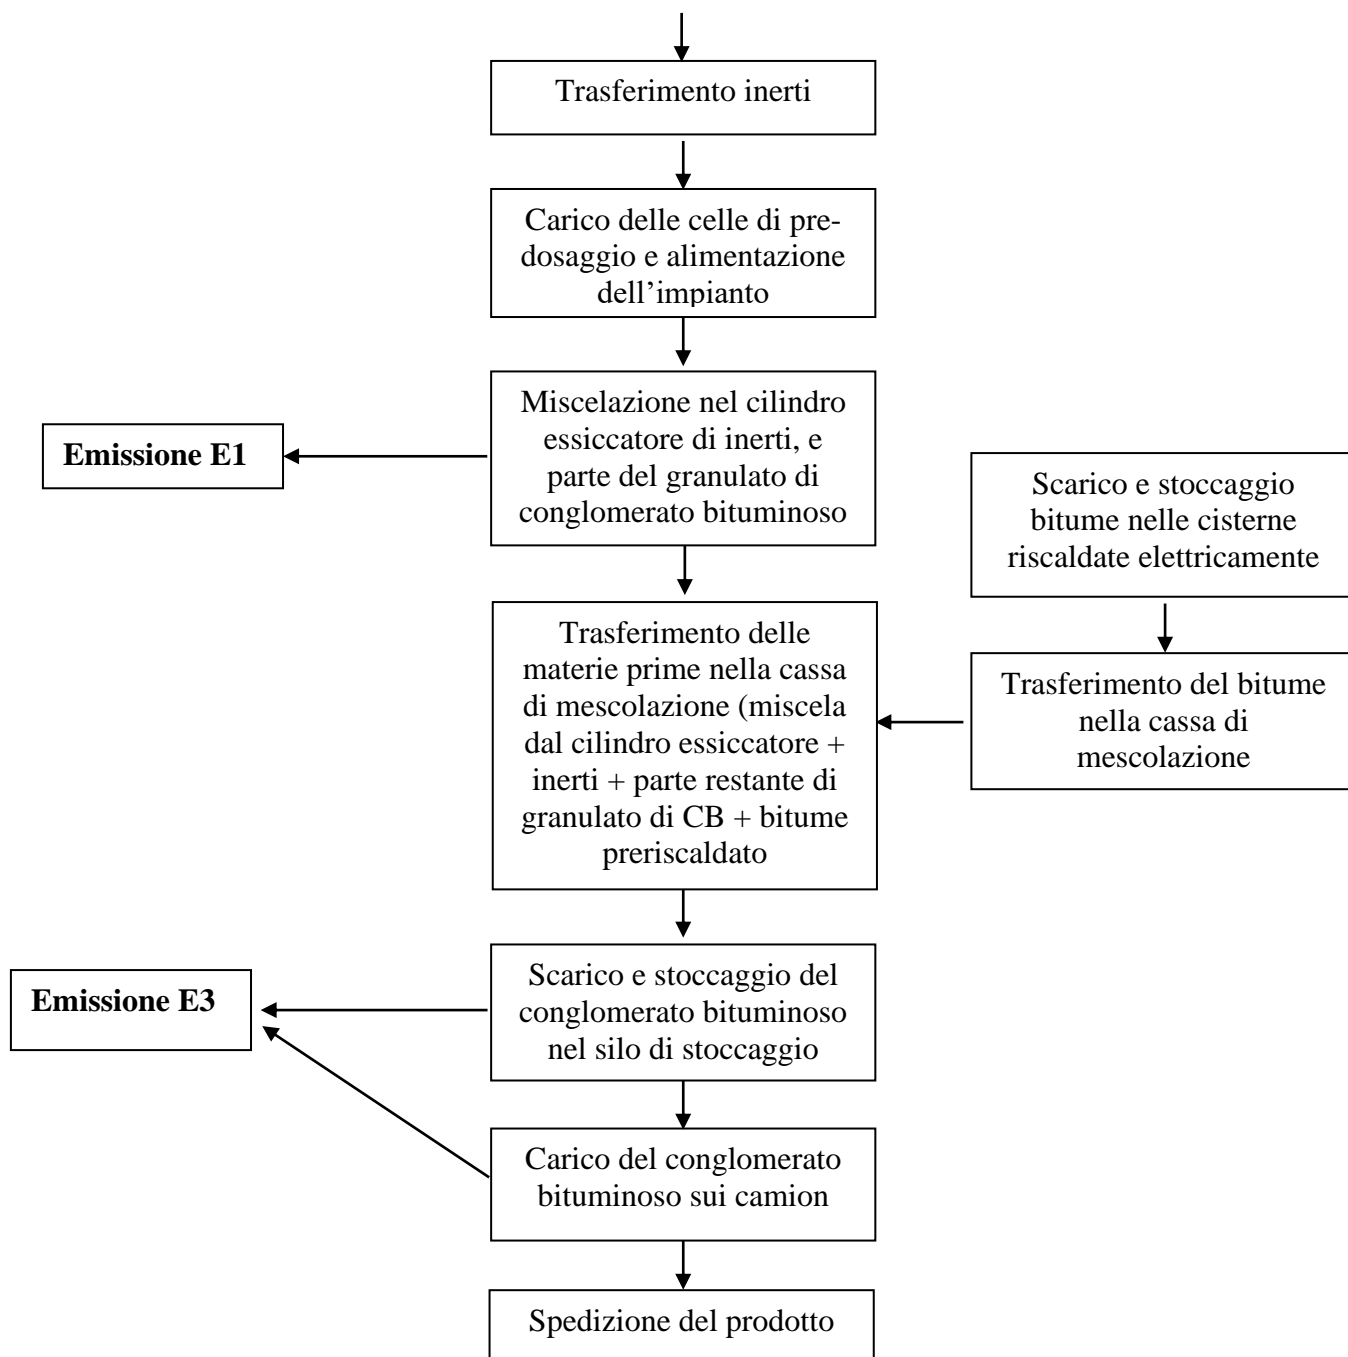 Trasferimento inerti
Carico delle celle di pre-
dosaggio e alimentazione
dell’impianto
Miscelazione nel cilindro
essiccatore di inerti, e
parte del granulato di
conglomerato bituminoso
Emissione E1
Scarico e stoccaggio
bitume nelle cisterne
riscaldate elettricamente
Trasferimento delle
materie prime nella cassa
di mescolazione (miscela
dal cilindro essiccatore +
inerti + parte restante di
granulato di CB + bitume
preriscaldato
Trasferimento del bitume
nella cassa di
mescolazione
Scarico e stoccaggio del
conglomerato bituminoso
nel silo di stoccaggio
Emissione E3
Carico del conglomerato
bituminoso sui camion
Spedizione del prodotto